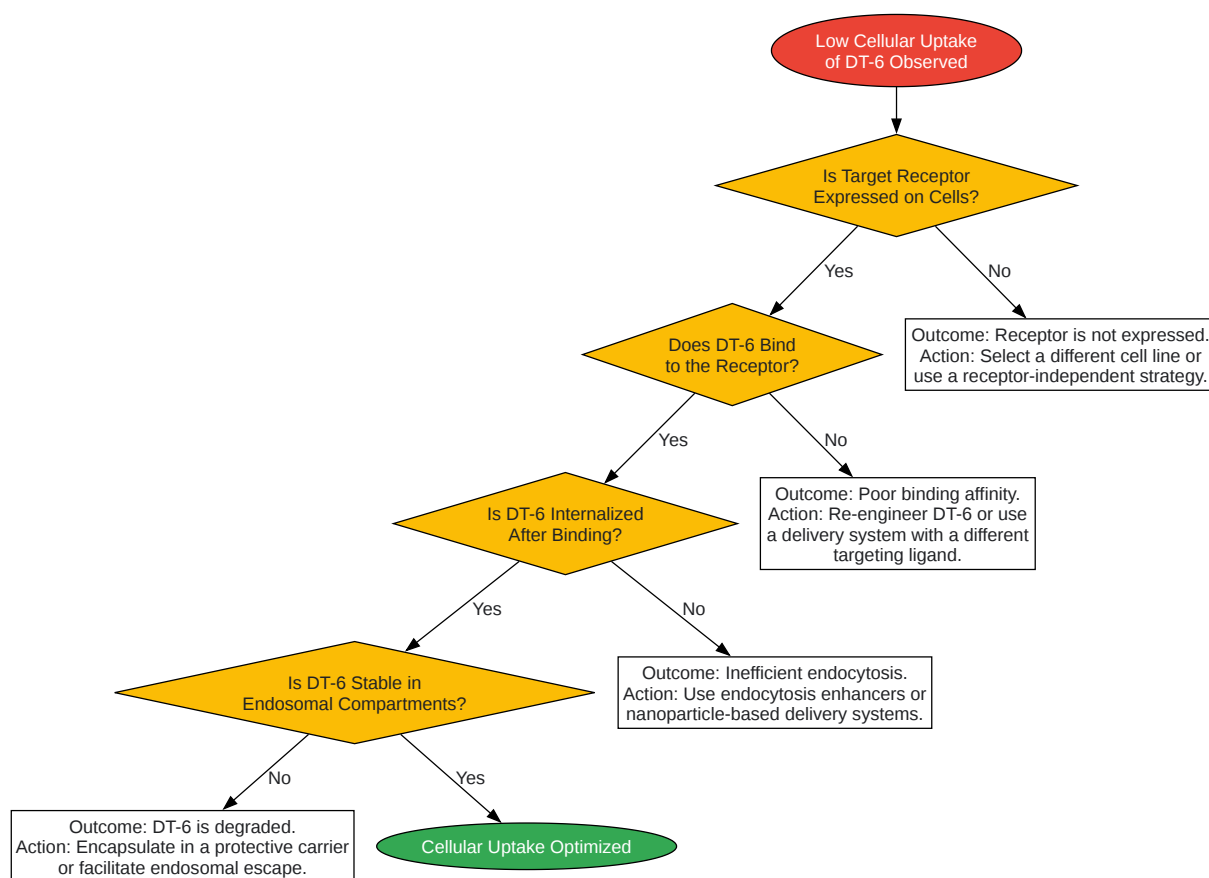 Low Cellular Uptake
of DT-6 Observed
Is Target Receptor
Expressed on Cells?
Yes
No
Does DT-6 Bind
to the Receptor?
Outcome: Receptor is not expressed.
Action: Select a different cell line or
use a receptor-independent strategy.
Yes
No
Is DT-6 Internalized
After Binding?
Outcome: Poor binding affinity.
Action: Re-engineer DT-6 or use
a delivery system with a different
targeting ligand.
Yes
No
Is DT-6 Stable in
Endosomal Compartments?
Outcome: Inefficient endocytosis.
Action: Use endocytosis enhancers or
nanoparticle-based delivery systems.
No
Yes
Outcome: DT-6 is degraded.
Action: Encapsulate in a protective carrier
or facilitate endosomal escape.
Cellular Uptake Optimized